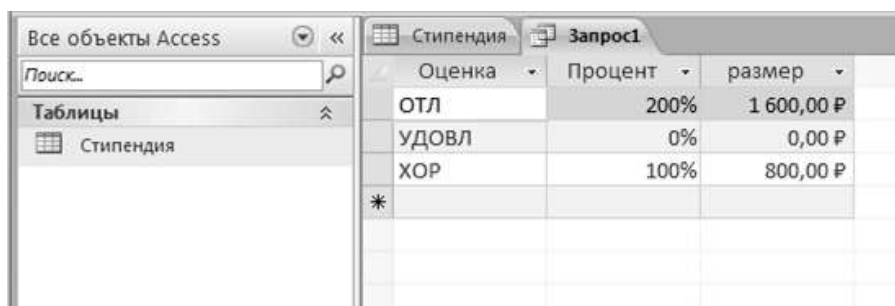 Все объекты Access
Поиск...
Таблицы
Стипендия
Стипендия Запрос1
Оценка Процент размер
ОТЛ 200% 1 600,00 ₽
УДОВЛ 0% 0,00 ₽
ХОР 100% 800,00 ₽